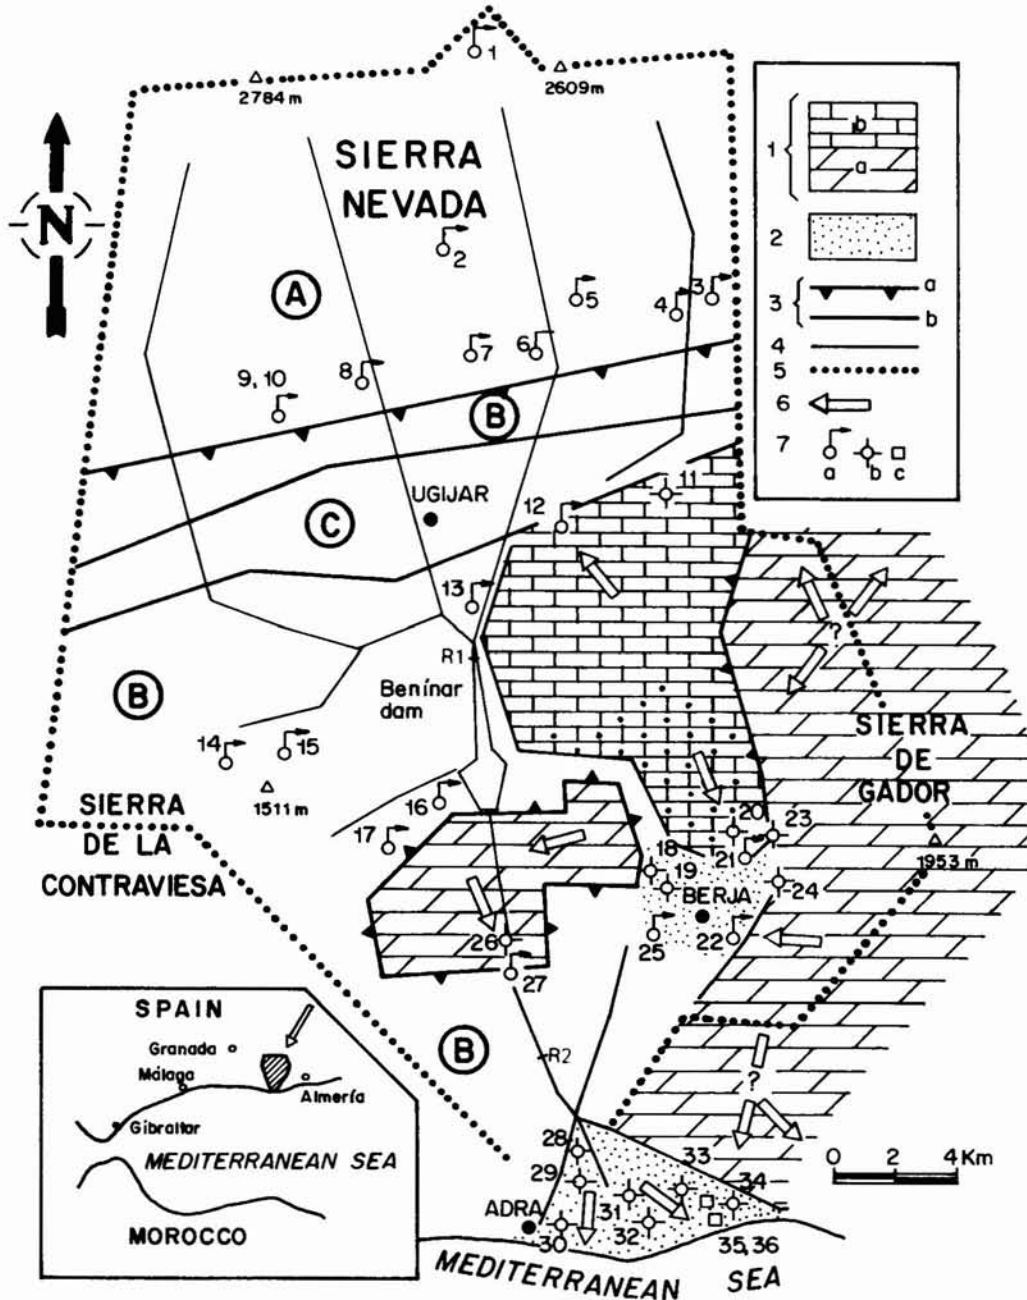 1
2784 m
2609 m
SIERRA
NEVADA
N
2
A
5
4
3
6
7
8
9, 10
B
UGIJAR
C
12
11
13
R1
Benínar
dam
B
14
15
1511 m
16
17
SIERRA
DE LA
CONTRAVIESA
?
SIERRA
DE
GADOR
1953 m
20
23
18
19
21
24
BERJA
22
25
26
27
B
R2
?
28
29
33
34
31
32
30
35,36
ADRA
MEDITERRANEAN SEA
0 2 4 Km
1
b
a
2
3
a
b
4
5
6
7
a
b
c
SPAIN
Granada
Málaga
Almería
Gibraltar
MEDITERRANEAN SEA
MOROCCO